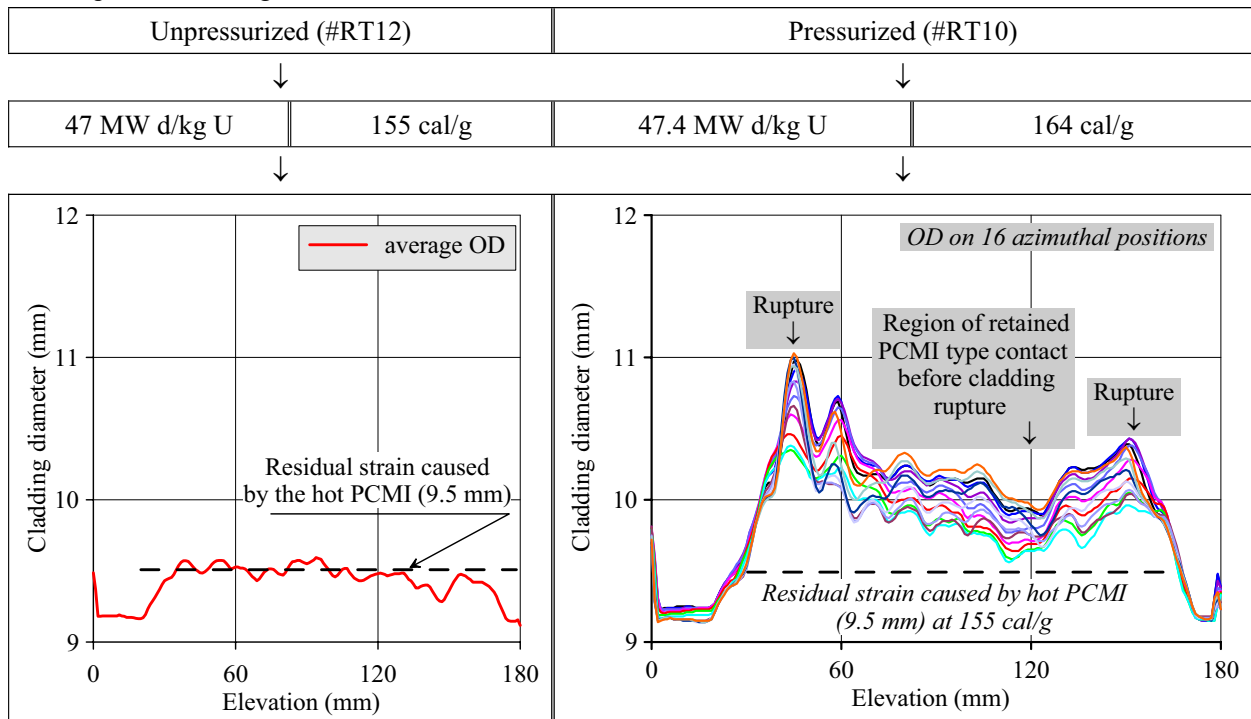 Unpressurized (#RT12)
Pressurized (#RT10)
↓
↓
47 MW d/kg U
155 cal/g
47.4 MW d/kg U
164 cal/g
↓
↓
12
11
10
9
Cladding diameter (mm)
average OD
Residual strain caused
by the hot PCMI (9.5 mm)
0
60
120
180
Elevation (mm)
12
11
10
9
Cladding diameter (mm)
OD on 16 azimuthal positions
Rupture
↓
Region of retained
PCMI type contact
before cladding
rupture ↓
Rupture
↓
Residual strain caused by hot PCMI
(9.5 mm) at 155 cal/g
0
60
120
180
Elevation (mm)